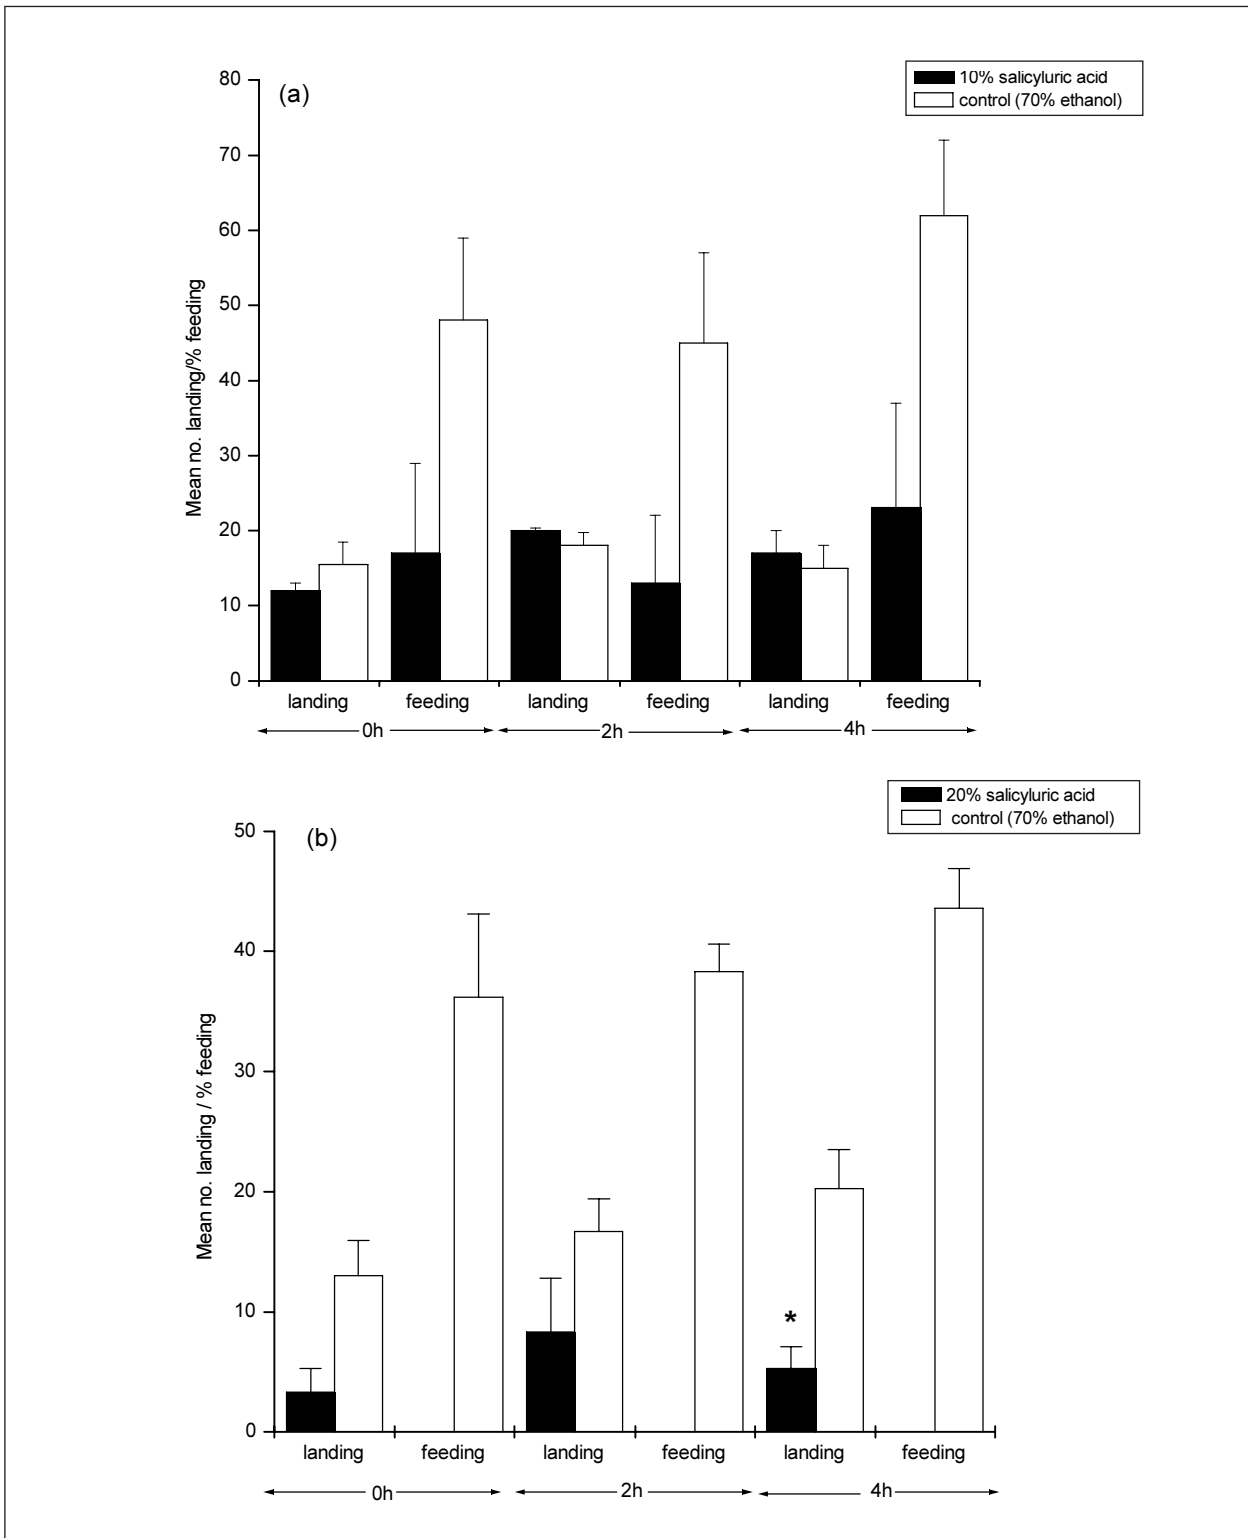 (a)
10% salicyluric acid
control (70% ethanol)
Mean no. landing/% feeding
80
70
60
50
40
30
20
10
0
landing feeding landing feeding landing feeding
0h 2h 4h
(b)
20% salicyluric acid
control (70% ethanol)
Mean no. landing / % feeding
50
40
30
20
10
0
*
landing feeding landing feeding landing feeding
0h 2h 4h